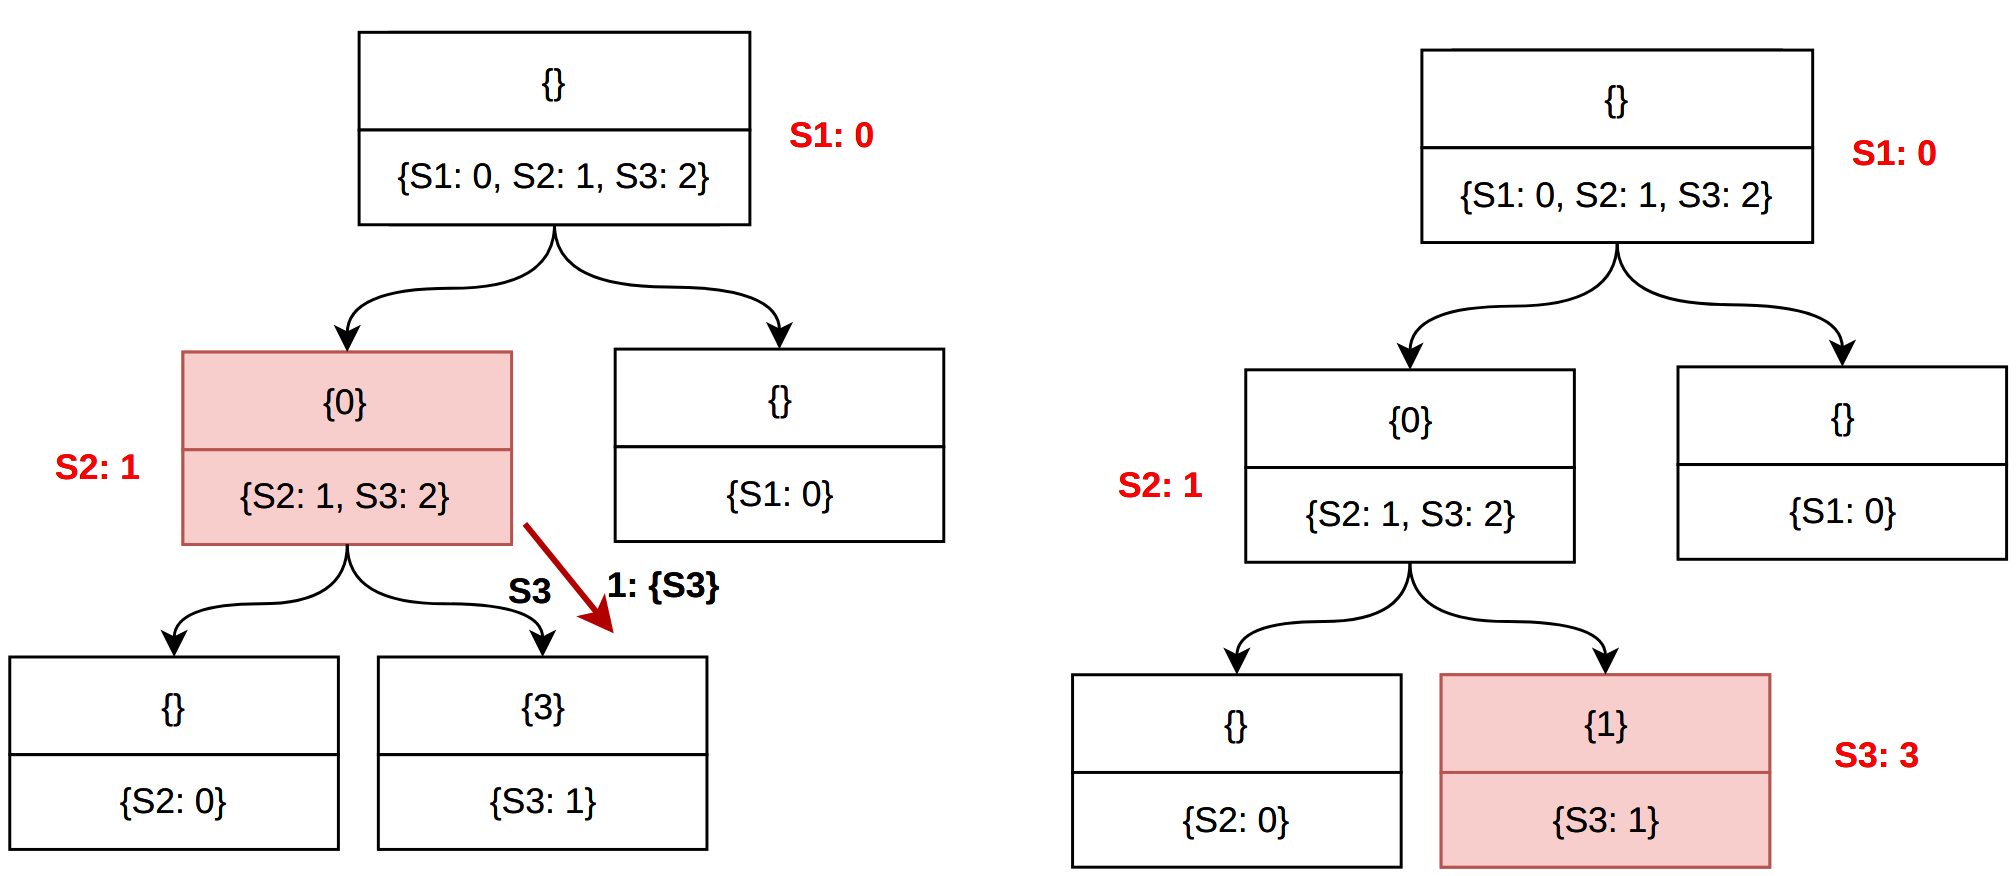 {}
S1: 0
{S1: 0, S2: 1, S3: 2}
{0}
{}
S2: 1
{S2: 1, S3: 2}
{S1: 0}
S3
1: {S3}
{}
{3}
{S2: 0}
{S3: 1}
{}
S1: 0
{S1: 0, S2: 1, S3: 2}
{0}
{}
S2: 1
{S2: 1, S3: 2}
{S1: 0}
{}
{1}
S3: 3
{S2: 0}
{S3: 1}